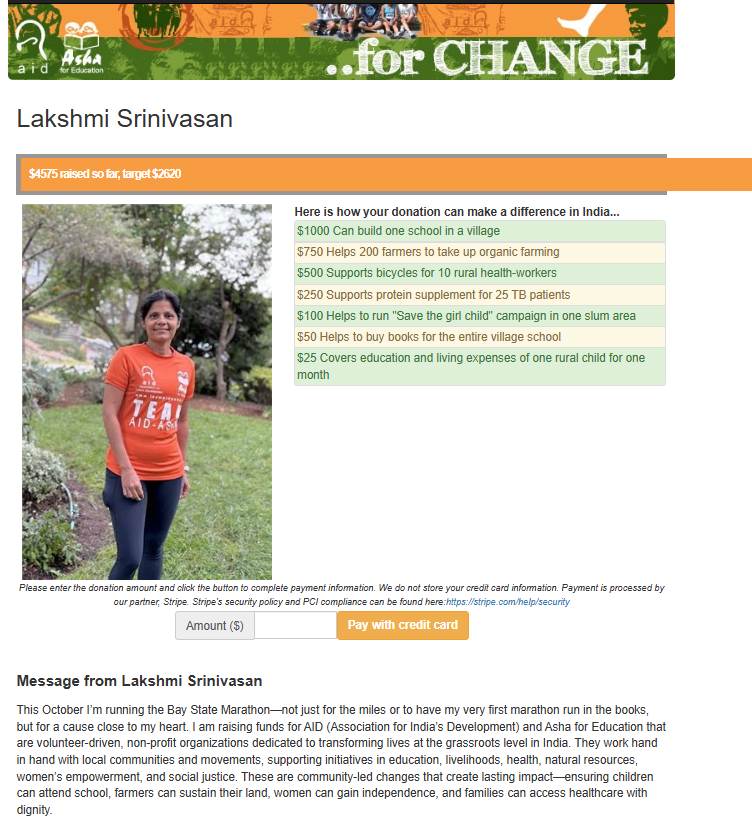 aid
Asha
for Education
..for CHANGE
Lakshmi Srinivasan
$4575 raised so far, target $2620
Here is how your donation can make a difference in India...
$1000 Can build one school in a village
$750 Helps 200 farmers to take up organic farming
$500 Supports bicycles for 10 rural health-workers
$250 Supports protein supplement for 25 TB patients
$100 Helps to run "Save the girl child" campaign in one slum area
$50 Helps to buy books for the entire village school
$25 Covers education and living expenses of one rural child for one
month
aid
TEA
AID-ASH
Please enter the donation amount and click the button to complete payment information. We do not store your credit card information. Payment is processed by
our partner, Stripe. Stripe's security policy and PCI compliance can be found here:https://stripe.com/help/security
Amount ($)
Pay with credit card
Message from Lakshmi Srinivasan
This October I’m running the Bay State Marathon—not just for the miles or to have my very first marathon run in the books,
but for a cause close to my heart. I am raising funds for AID (Association for India’s Development) and Asha for Education that
are volunteer-driven, non-profit organizations dedicated to transforming lives at the grassroots level in India. They work hand
in hand with local communities and movements, supporting initiatives in education, livelihoods, health, natural resources,
women’s empowerment, and social justice. These are community-led changes that create lasting impact—ensuring children
can attend school, farmers can sustain their land, women can gain independence, and families can access healthcare with
dignity.